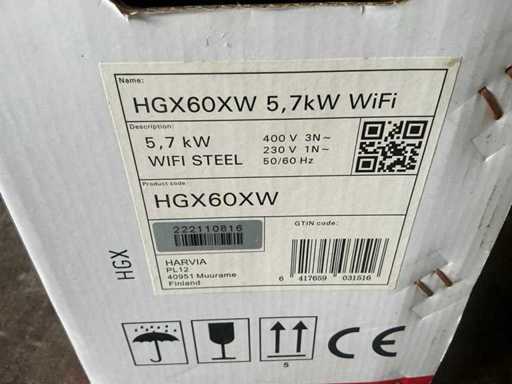 Name:
HGX60XW 5,7kW WiFi
Description:
5,7 kW 400 V 3N~
WIFI STEEL 230 V 1N~
50/60 Hz
Product code:
HGX60XW
222110816
GTIN code:
HARVIA
PL12
40951 Muurame
Finland
6 417659 031516
HGX
5
CE